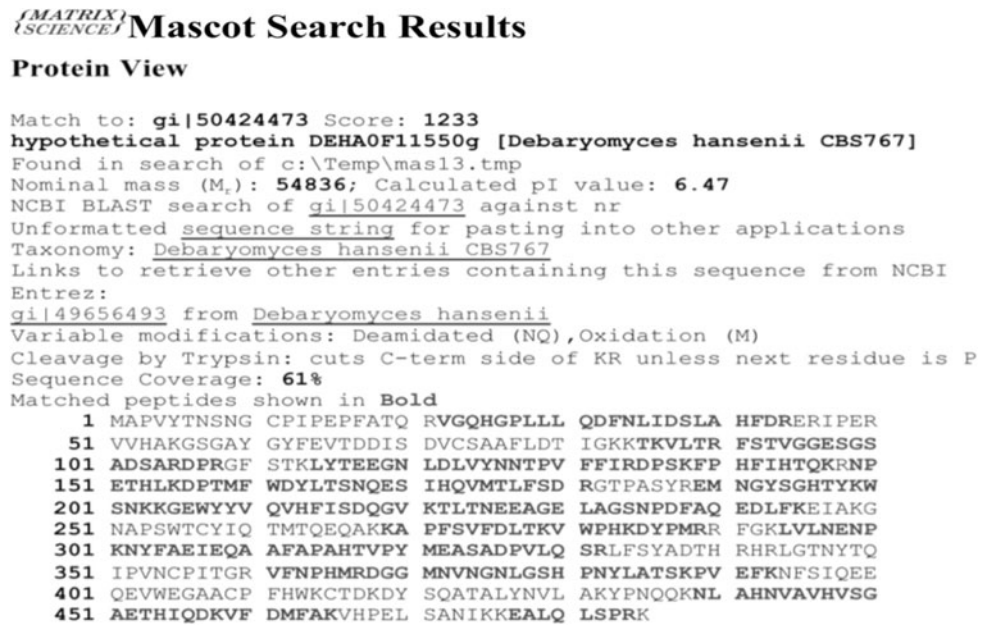 {MATRIX} Mascot Search Results
{SCIENCE}
Protein View
Match to: gi|50424473 Score: 1233
hypothetical protein DEHA0F11550g [Debaryomyces hansenii CBS767]
Found in search of c:\Temp\mas13.tmp
Nominal mass (Mr): 54836; Calculated pI value: 6.47
NCBI BLAST search of gi|50424473 against nr
Unformatted sequence string for pasting into other applications
Taxonomy: Debaryomyces hansenii CBS767
Links to retrieve other entries containing this sequence from NCBI
Entrez:
gi|49656493 from Debaryomyces hansenii
Variable modifications: Deamidated (NQ),Oxidation (M)
Cleavage by Trypsin: cuts C-term side of KR unless next residue is P
Sequence Coverage: 61%
Matched peptides shown in Bold
1 MAPVYTNSNG CPIPEPFATQ RVGQHGPLLL QDFNLIDSLA HFDRERIPER
51 VVHAKGSGAY GYFEVTDDIS DVCSAAFLDT IGKKTKVLTR FSTVGGESGS
101 ADSARDPRGF STKLYTEEGN LDLVYNNTPV FFIRDPSKFP HFIHTQKRNP
151 ETHLKDPTMF WDYLTSNQES IHQVMTLFSD RGTPASYREM NGYSGHTYKW
201 SNKKGEWYYV QVHFISDQGV KTLTNEEAGE LAGSNPDFAQ EDLFKEIAKG
251 NAPSWTCYIQ TMTQEQAKKA PFSVFDLTKV WPHKDYPMRR FGKLVLNENP
301 KNYFAEIEQA AFAPAHTVPY MEASADPVLQ SRLFSYADTH RHRLGTNYTQ
351 IPVNCPITGR VFNPHMRDGG MNVNGNLGSH PNYLATSKPV EFKNFSIQEE
401 QEVWEGAACP FHWKCTDKDY SQATALYNVL AKYPNQQKNL AHNVAVHVSG
451 AETHIQDKVF DMFAKVHPEL SANIKKEALQ LSPRK